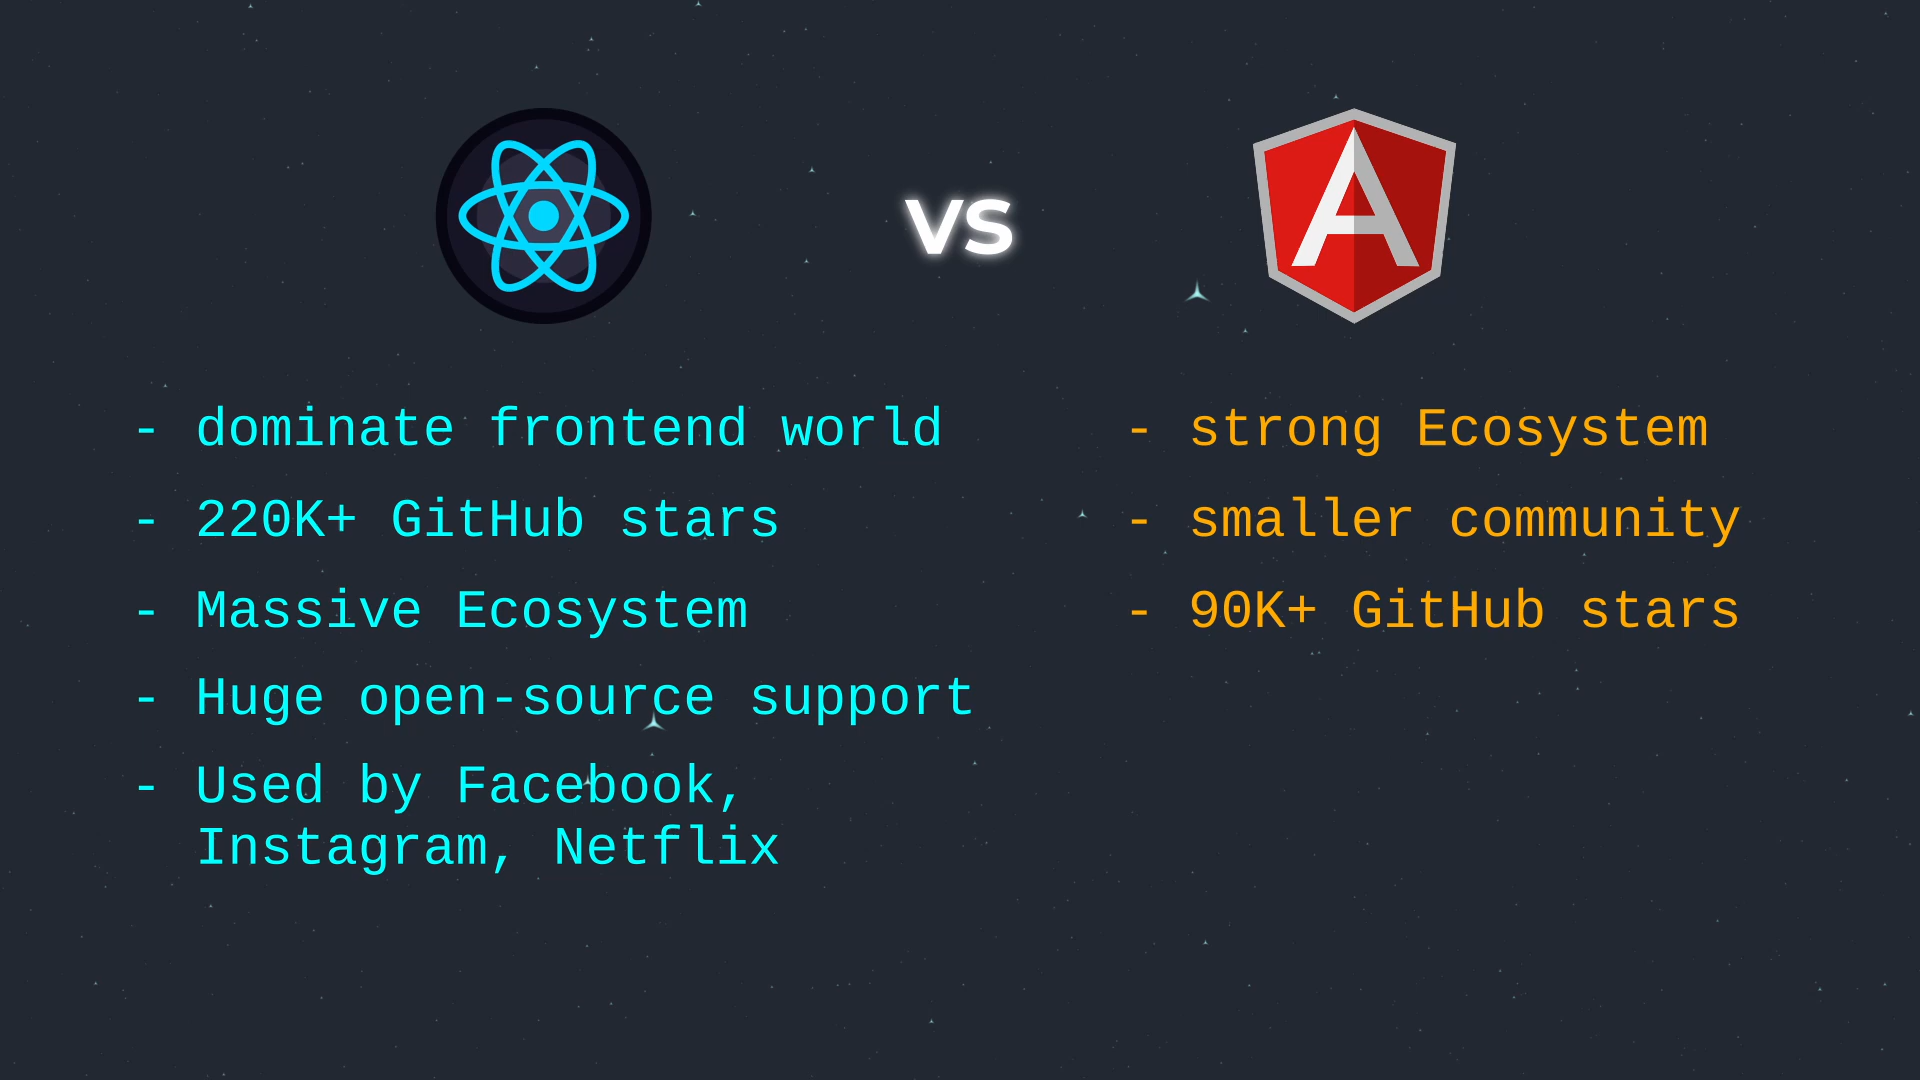 VS
- dominate frontend world
- 220K+ GitHub stars
- Massive Ecosystem
- Huge open-source support
- Used by Facebook,
Instagram, Netflix
A
- strong Ecosystem
- smaller community
- 90K+ GitHub stars